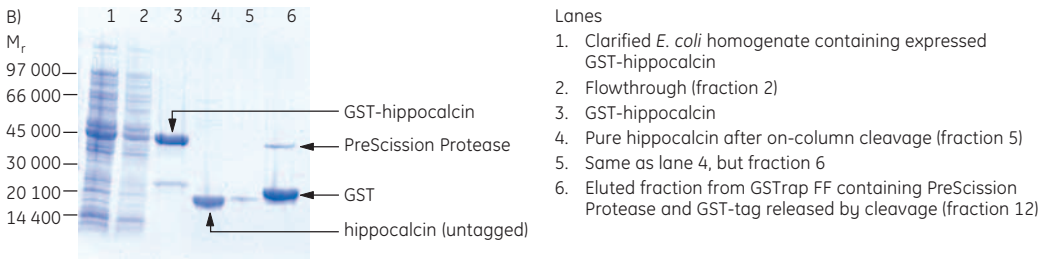 B)
1 2 3 4 5 6
M_r
97 000
66 000
45 000
30 000
20 100
14 400
GST-hippocalcin
PreScission Protease
GST
hippocalcin (untagged)
Lanes
1. Clarified E. coli homogenate containing expressed
GST-hippocalcin
2. Flowthrough (fraction 2)
3. GST-hippocalcin
4. Pure hippocalcin after on-column cleavage (fraction 5)
5. Same as lane 4, but fraction 6
6. Eluted fraction from GSTrap FF containing PreScission
Protease and GST-tag released by cleavage (fraction 12)